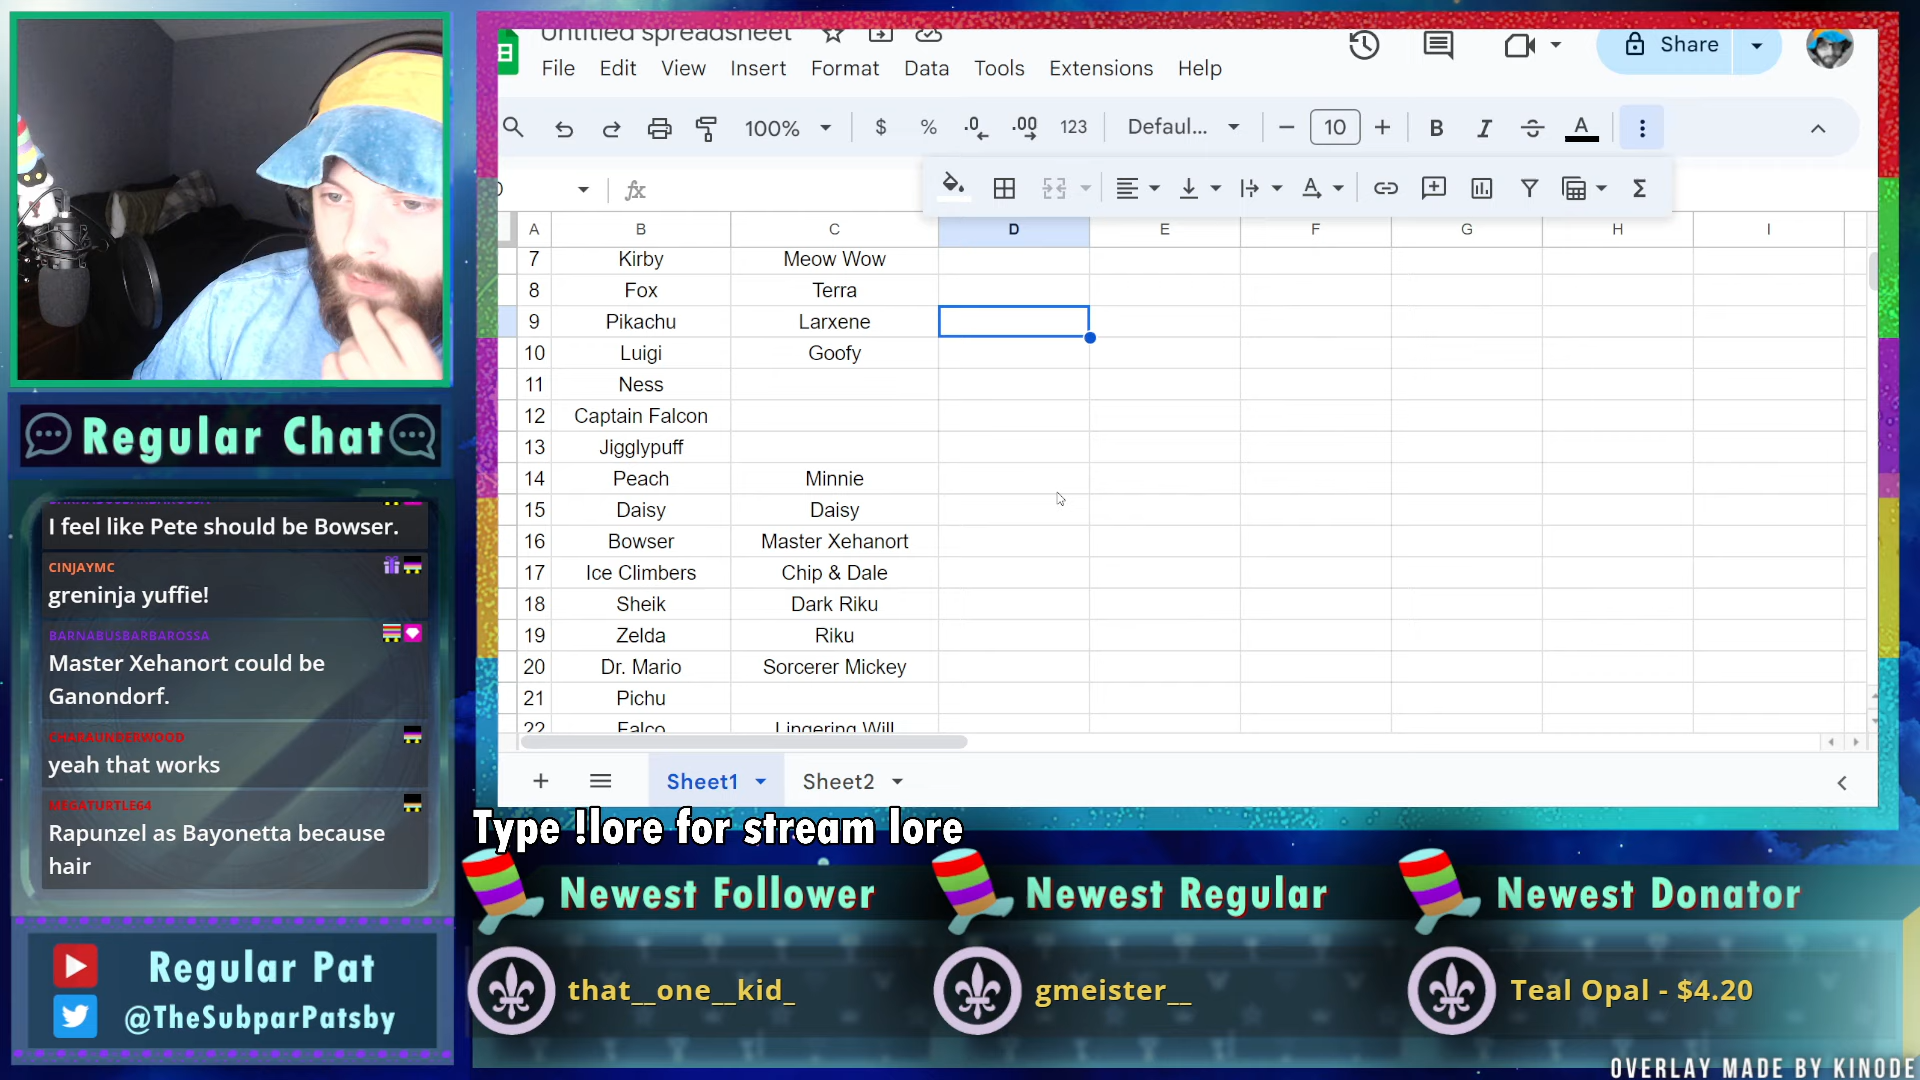 Untitled spreadsheet
File Edit View Insert Format Data Tools Extensions Help
Share
100% $ % .0 .00 123 Defaul... 10 B I S A
fx
A B C D E F G H I
7 Kirby Meow Wow
8 Fox Terra
9 Pikachu Larxene
10 Luigi Goofy
11 Ness
12 Captain Falcon
13 Jigglypuff
14 Peach Minnie
15 Daisy Daisy
16 Bowser Master Xehanort
17 Ice Climbers Chip & Dale
18 Sheik Dark Riku
19 Zelda Riku
20 Dr. Mario Sorcerer Mickey
21 Pichu
22 Falco Lingering Will
Sheet1 Sheet2
Regular Chat
I feel like Pete should be Bowser.
CINJAYMC
greninja yuffie!
BARNABUSBARBAROSSA
Master Xehanort could be
Ganondorf.
CHARAUNDERWOOD
yeah that works
MEGATURTLE64
Rapunzel as Bayonetta because
hair
Regular Pat
@TheSubparPatsby
Type !lore for stream lore
Newest Follower
that__one__kid_
Newest Regular
gmeister__
Newest Donator
Teal Opal - $4.20
OVERLAY MADE BY KINODE